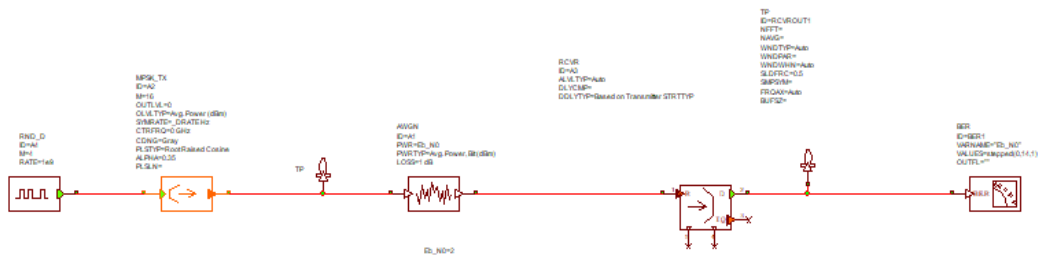 RND_D
ID=A4
M=4
RATE=1e9
MPSK_TX
ID=A2
M=16
OUTLVL=0
OLVLTYP=Avg. Power (dBm)
SYMRATE=_DRATE Hz
CTRFRQ=0 GHz
CDNG=Gray
PLSTYP=Root Raised Cosine
ALPHA=0.35
PLSLN=
TP
AWGN
ID=A1
PWR=Eb_N0
PWRTYP=Avg. Power. Bit(dBm)
LOSS=1 dB
Eb_N0=2
RCVR
ID=A3
ALVLTYP=Auto
DLYCMP=
DDLYTYP=Based on Transmitter STRTTYP
R
D
TP
ID=RCVROUT1
NFFT=
NAVG=
WNDTYP=Auto
WNDPAR=
WNDWHN=Auto
SLDFRC=0.5
SMPSYM=
FRQAX=Auto
BUFSZ=
BER
ID=BER1
VARNAME="Eb_N0"
VALUES=stepped(0,14,1)
OUTFL=""
BER